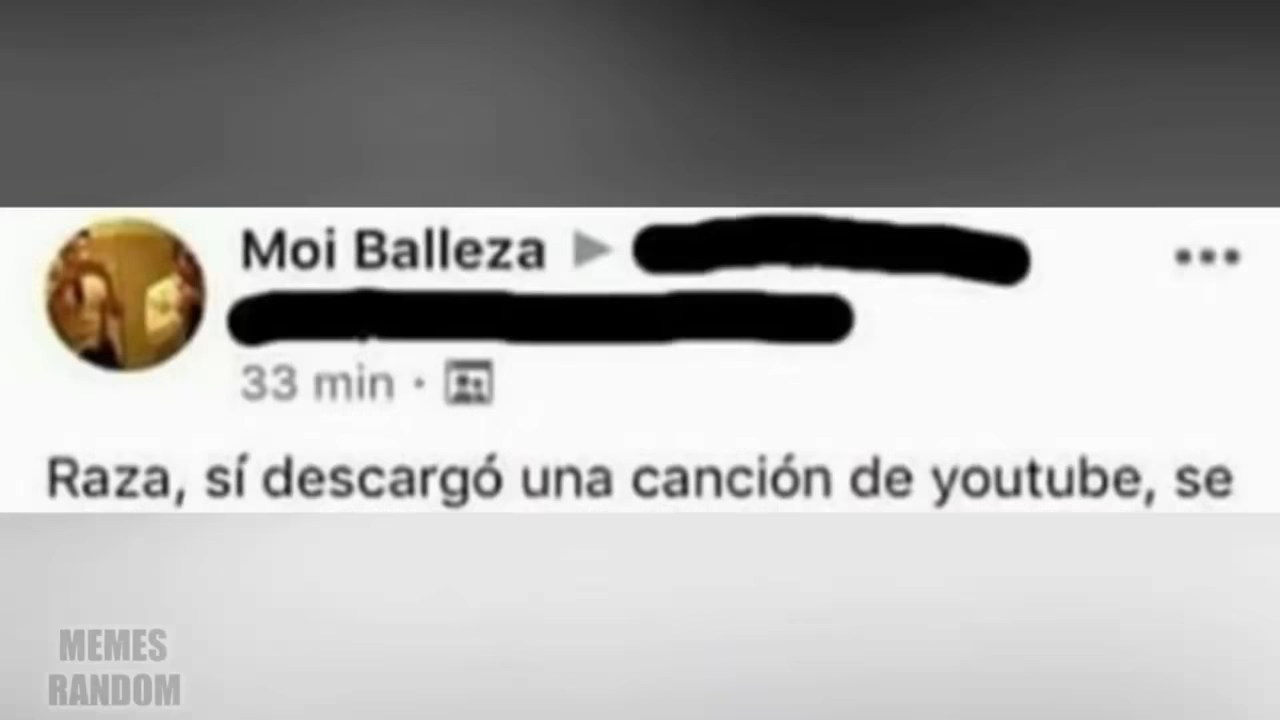 Moi Balleza
33 min
Raza, sí descargó una canción de youtube, se
MEMES
RANDOM